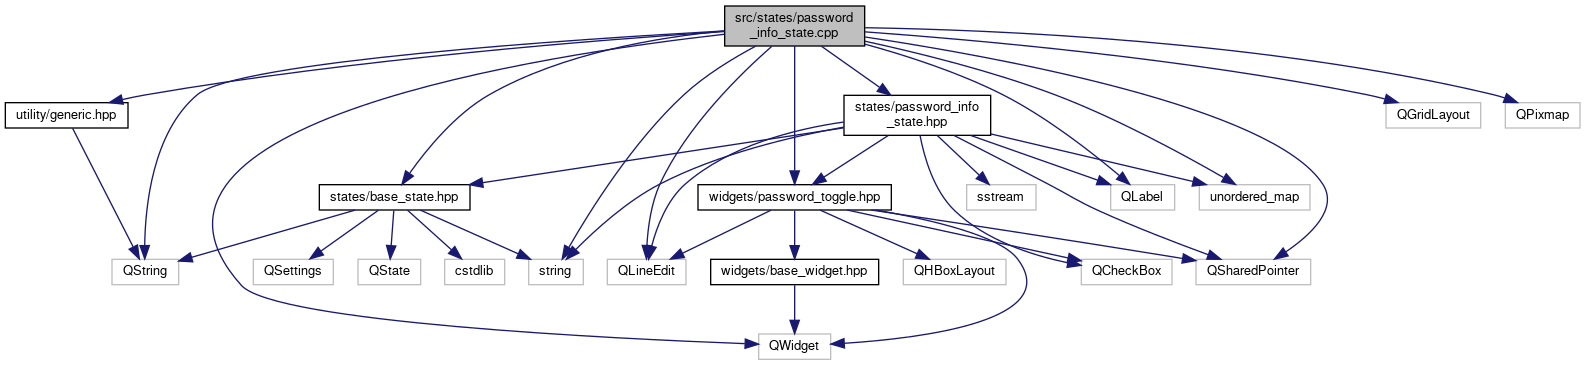 src/states/password
_info_state.cpp
utility/generic.hpp
states/password_info
_state.hpp
QGridLayout
QPixmap
states/base_state.hpp
widgets/password_toggle.hpp
sstream
QLabel
unordered_map
QString
QSettings
QState
cstdlib
string
QLineEdit
widgets/base_widget.hpp
QHBoxLayout
QCheckBox
QSharedPointer
QWidget